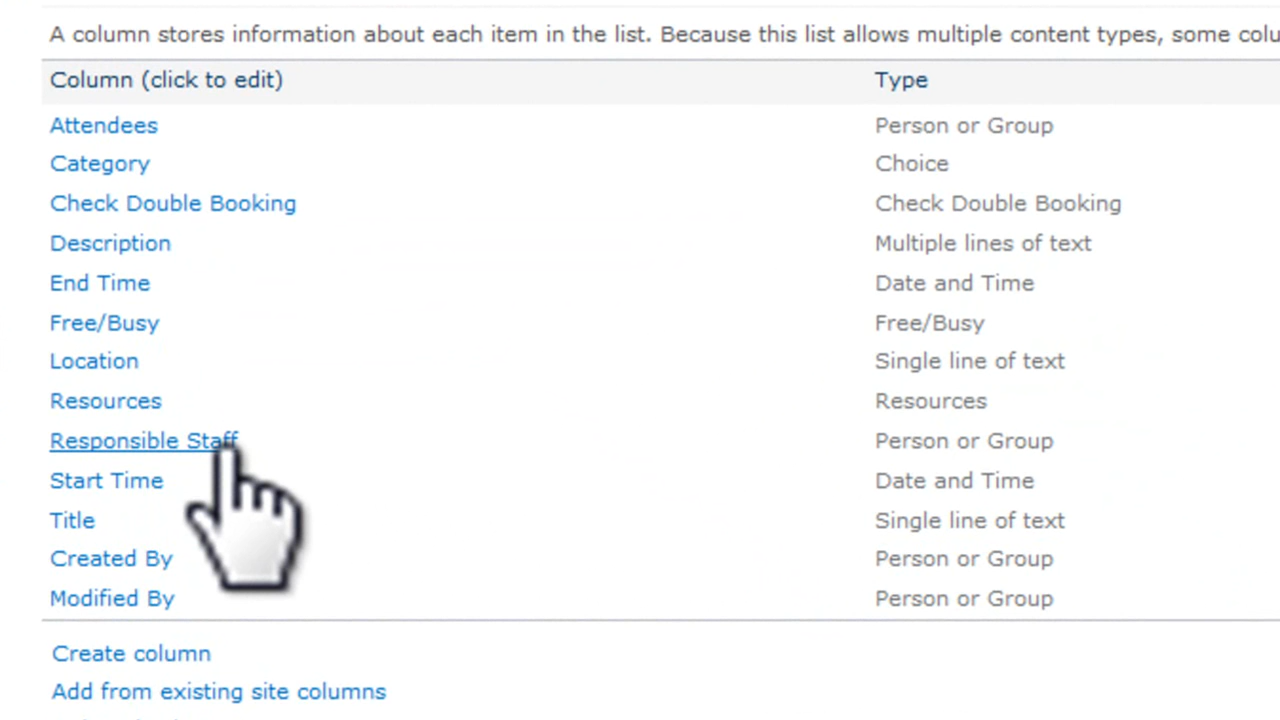 A column stores information about each item in the list. Because this list allows multiple content types, some
Column (click to edit) Type
Attendees Person or Group
Category Choice
Check Double Booking Check Double Booking
Description Multiple lines of text
End Time Date and Time
Free/Busy Free/Busy
Location Single line of text
Resources Resources
Responsible Staff Person or Group
Start Time Date and Time
Title Single line of text
Created By Person or Group
Modified By Person or Group
Create column
Add from existing site columns